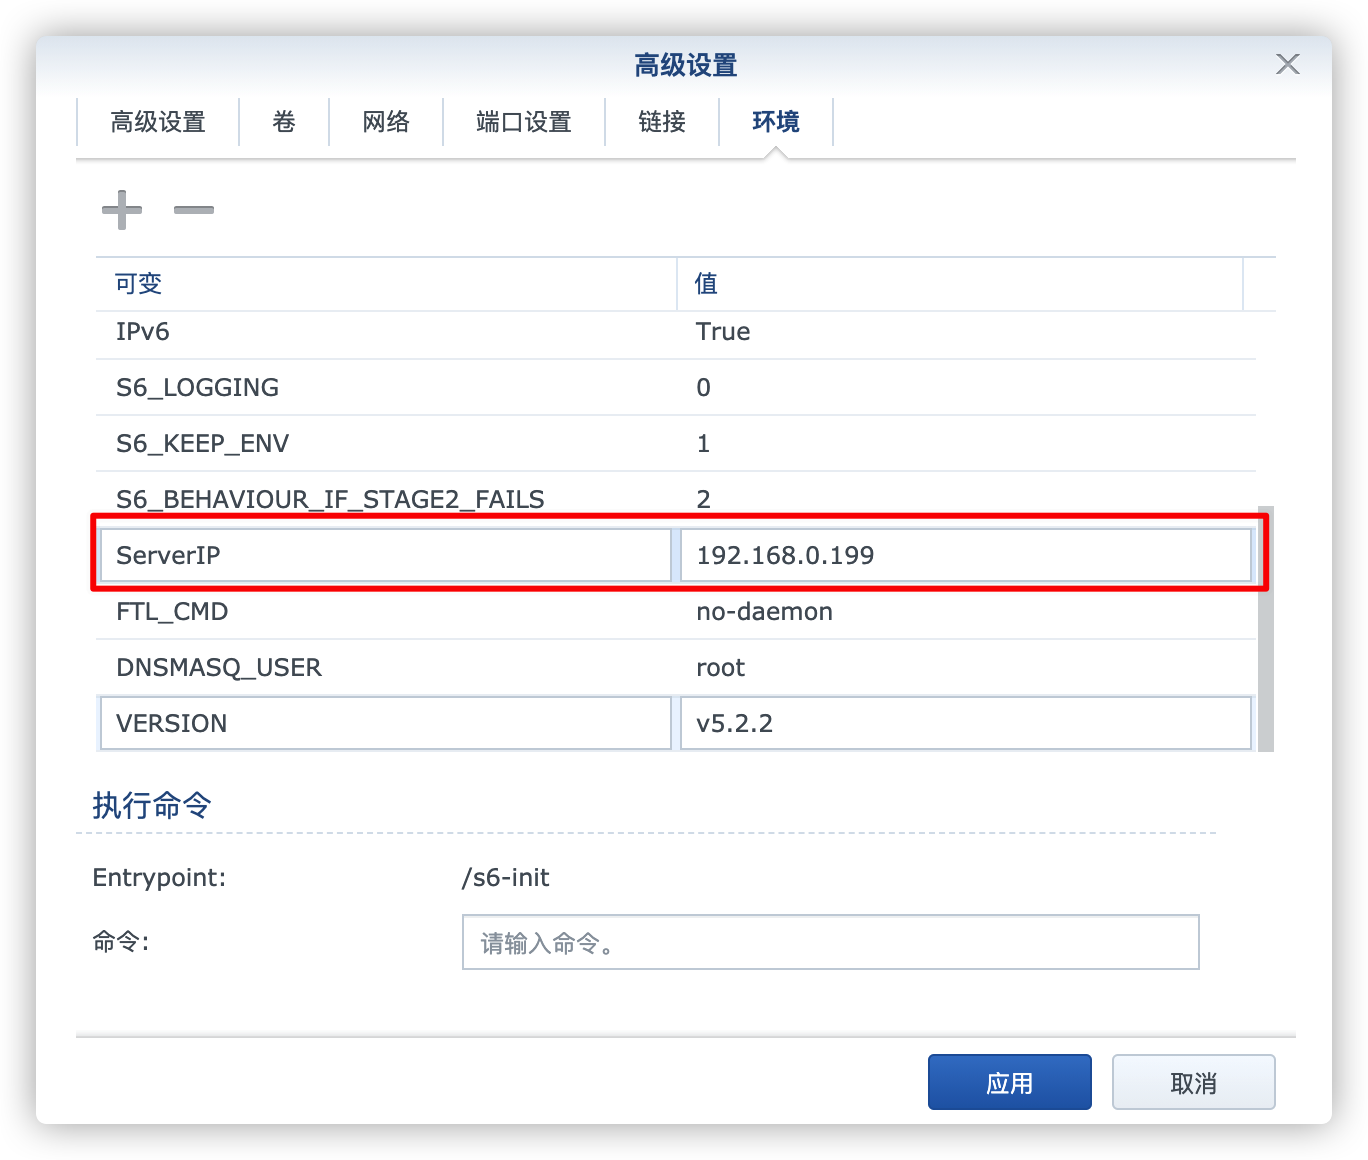 高级设置
高级设置 卷 网络 端口设置 链接 环境
可变 值
IPv6 True
S6_LOGGING 0
S6_KEEP_ENV 1
S6_BEHAVIOUR_IF_STAGE2_FAILS 2
ServerIP 192.168.0.199
FTL_CMD no-daemon
DNSMASQ_USER root
VERSION v5.2.2
执行命令
Entrypoint: /s6-init
命令: 请输入命令。
应用 取消